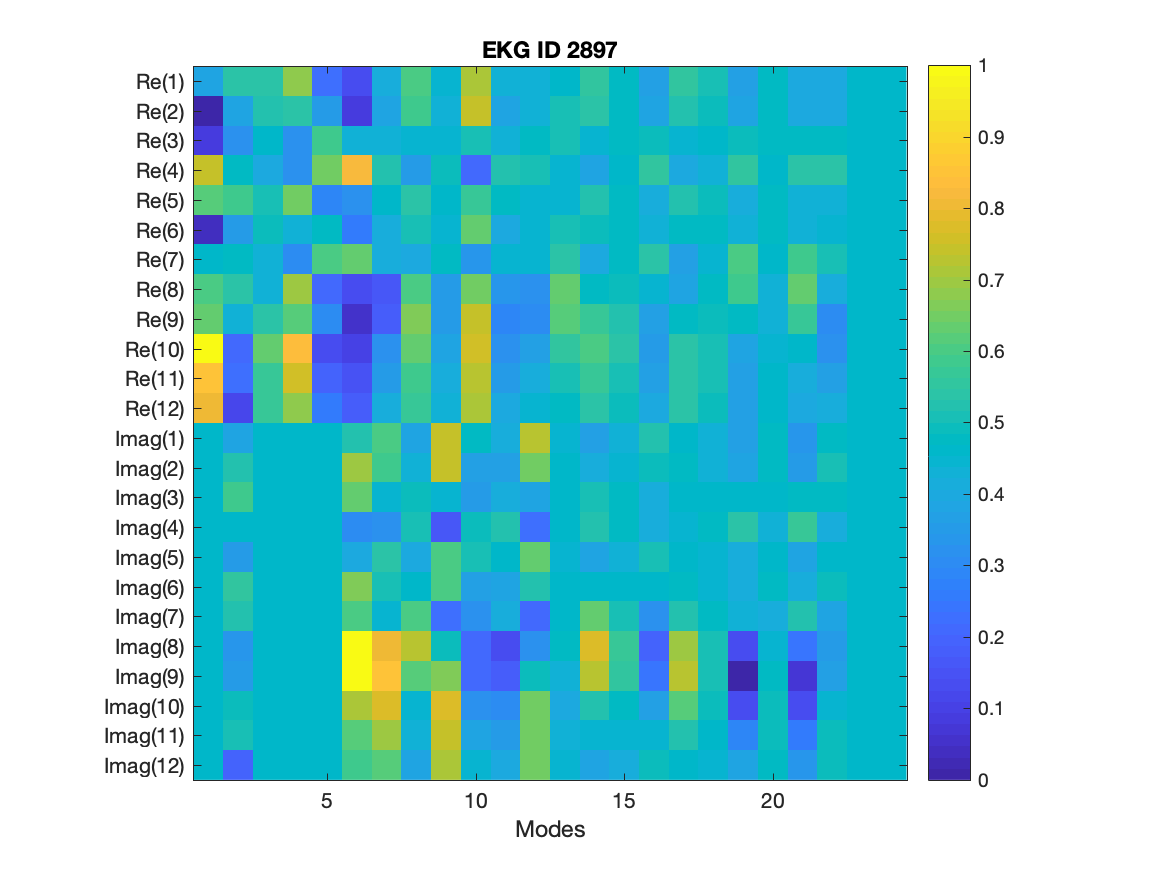 EKG ID 2897
Re(1)
Re(2)
Re(3)
Re(4)
Re(5)
Re(6)
Re(7)
Re(8)
Re(9)
Re(10)
Re(11)
Re(12)
Imag(1)
Imag(2)
Imag(3)
Imag(4)
Imag(5)
Imag(6)
Imag(7)
Imag(8)
Imag(9)
Imag(10)
Imag(11)
Imag(12)
5 10 15 20
Modes
1
0.9
0.8
0.7
0.6
0.5
0.4
0.3
0.2
0.1
0